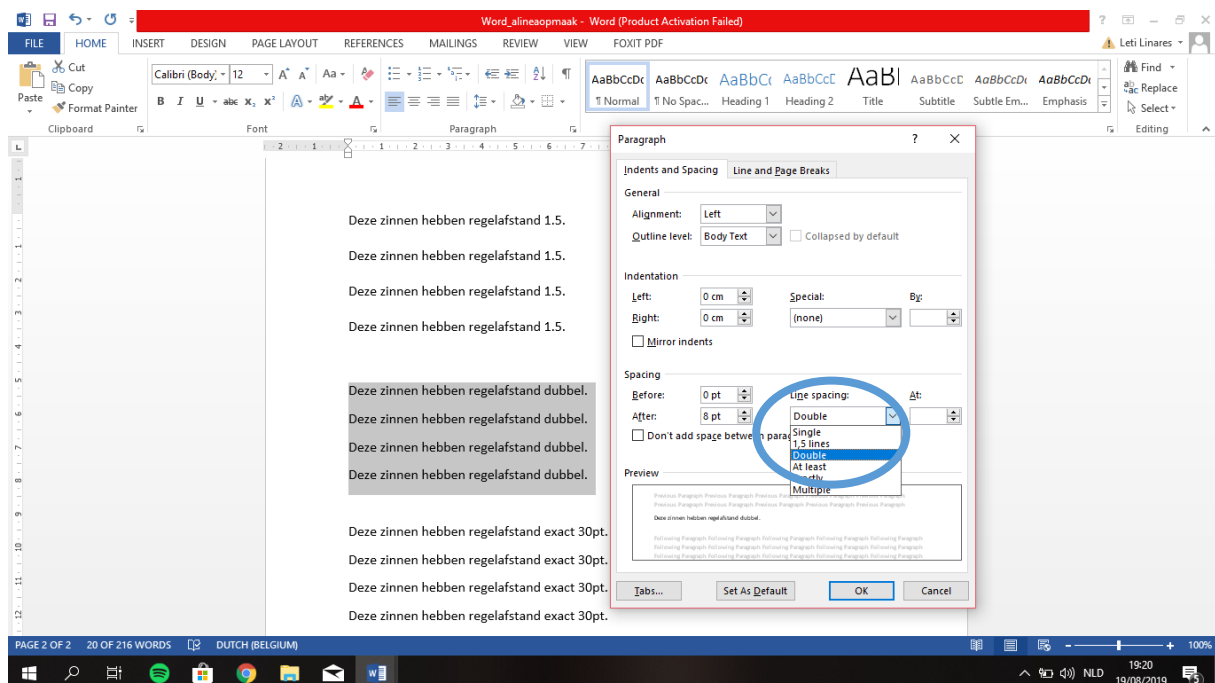 Word_alineaopmaak - Word (Product Activation Failed)
FILE HOME INSERT DESIGN PAGE LAYOUT REFERENCES MAILINGS REVIEW VIEW FOXIT PDF Leti Linares
Paste Cut Copy Format Painter
Calibri (Body) 12
AaBbCcDc AaBbCcDc AaBbCc AaBbCcC AaBl AaBbCcC AaBbCcDc AaBbCcDc
¶ Normal ¶ No Spac... Heading 1 Heading 2 Title Subtitle Subtle Em... Emphasis
Find Replace Select
Clipboard Font Paragraph Editing
Paragraph ? ×
Indents and Spacing Line and Page Breaks
General
Alignment: Left
Outline level: Body Text Collapsed by default
Indentation
Left: 0 cm Special: By:
Right: 0 cm (none)
Mirror indents
Spacing
Before: 0 pt Line spacing: At:
After: 8 pt Double
Don't add space between
Single
1,5 lines
Double
At least
Multiple
Preview
Deze zinnen hebben regelafstand dubbel.
Tabs... Set As Default OK Cancel
Deze zinnen hebben regelafstand 1.5.
Deze zinnen hebben regelafstand 1.5.
Deze zinnen hebben regelafstand 1.5.
Deze zinnen hebben regelafstand 1.5.
Deze zinnen hebben regelafstand dubbel.
Deze zinnen hebben regelafstand dubbel.
Deze zinnen hebben regelafstand dubbel.
Deze zinnen hebben regelafstand dubbel.
Deze zinnen hebben regelafstand exact 30pt.
Deze zinnen hebben regelafstand exact 30pt.
Deze zinnen hebben regelafstand exact 30pt.
Deze zinnen hebben regelafstand exact 30pt.
PAGE 2 OF 2 20 OF 216 WORDS DUTCH (BELGIUM) 100%
NLD 19:20
19/08/2019